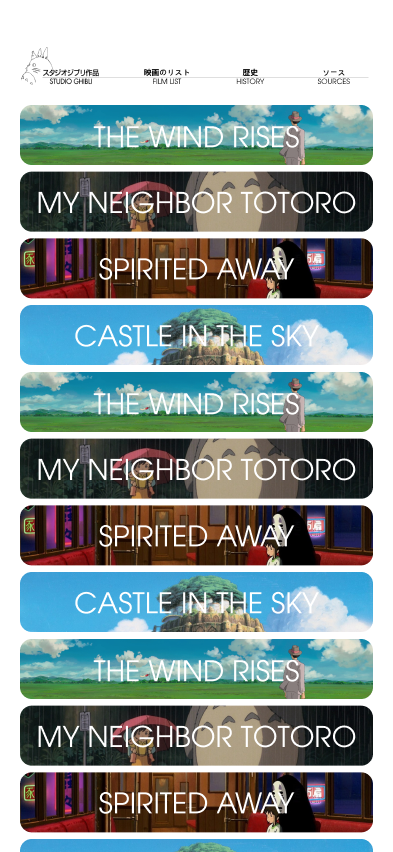 スタジオジブリ作品
STUDIO GHIBLI
映画のリスト
FILM LIST
歴史
HISTORY
ソース
SOURCES
THE WIND RISES
MY NEIGHBOR TOTORO
SPIRITED AWAY
CASTLE IN THE SKY
THE WIND RISES
MY NEIGHBOR TOTORO
SPIRITED AWAY
CASTLE IN THE SKY
THE WIND RISES
MY NEIGHBOR TOTORO
SPIRITED AWAY